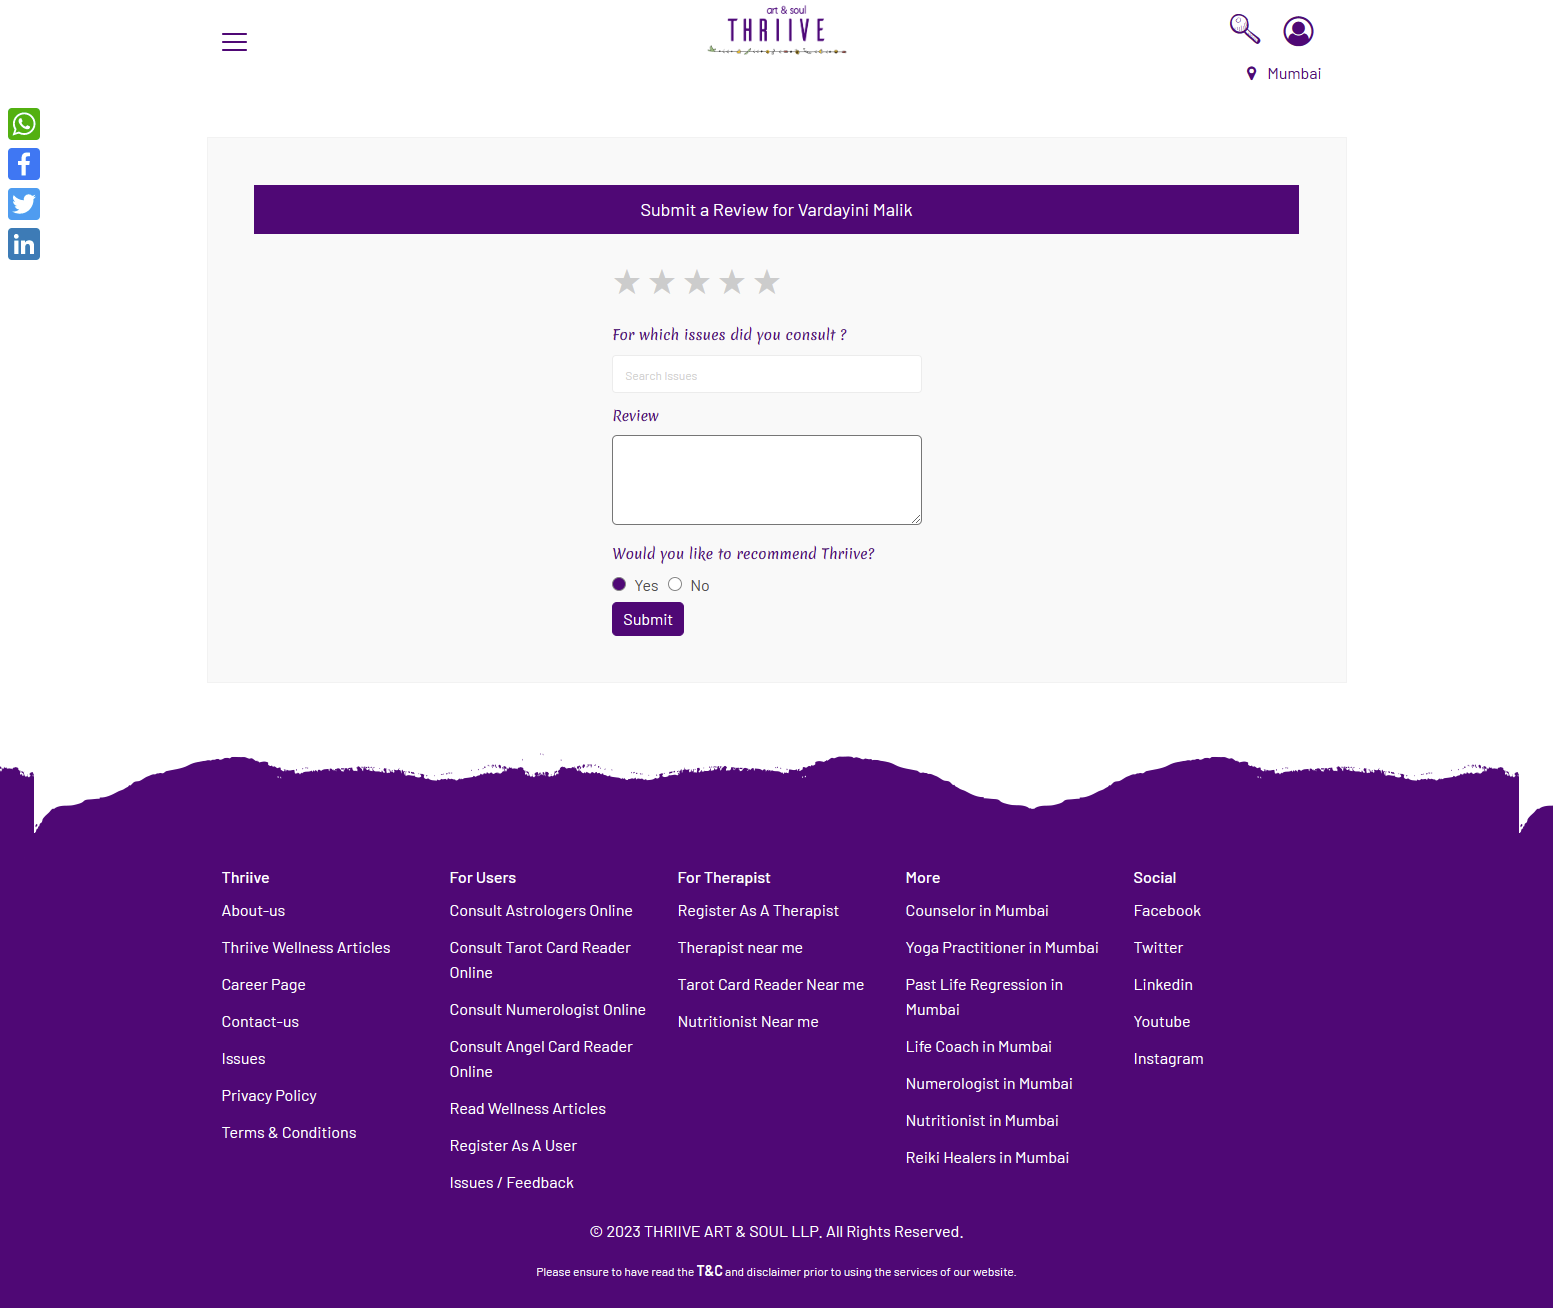 art & soul
THRIIVE
Mumbai
Submit a Review for Vardayini Malik
For which issues did you consult ?
Search Issues
Review
Would you like to recommend Thriive?
Yes No
Submit
Thriive
About-us
Thriive Wellness Articles
Career Page
Contact-us
Issues
Privacy Policy
Terms & Conditions
For Users
Consult Astrologers Online
Consult Tarot Card Reader
Online
Consult Numerologist Online
Consult Angel Card Reader
Online
Read Wellness Articles
Register As A User
Issues / Feedback
For Therapist
Register As A Therapist
Therapist near me
Tarot Card Reader Near me
Nutritionist Near me
More
Counselor in Mumbai
Yoga Practitioner in Mumbai
Past Life Regression in
Mumbai
Life Coach in Mumbai
Numerologist in Mumbai
Nutritionist in Mumbai
Reiki Healers in Mumbai
Social
Facebook
Twitter
Linkedin
Youtube
Instagram
© 2023 THRIIVE ART & SOUL LLP. All Rights Reserved.
Please ensure to have read the T&C and disclaimer prior to using the services of our website.